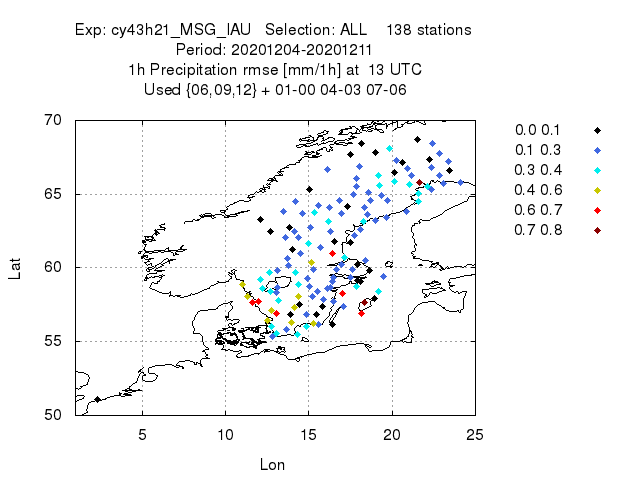 Exp: cy43h21_MSG_IAU   Selection: ALL    138 stations
Period: 20201204-20201211
1h Precipitation rmse [mm/1h] at  13 UTC
Used {06,09,12} + 01-00 04-03 07-06
70
65
60
55
50
Lat
5 10 15 20 25
Lon
0.0 0.1
0.1 0.3
0.3 0.4
0.4 0.6
0.6 0.7
0.7 0.8